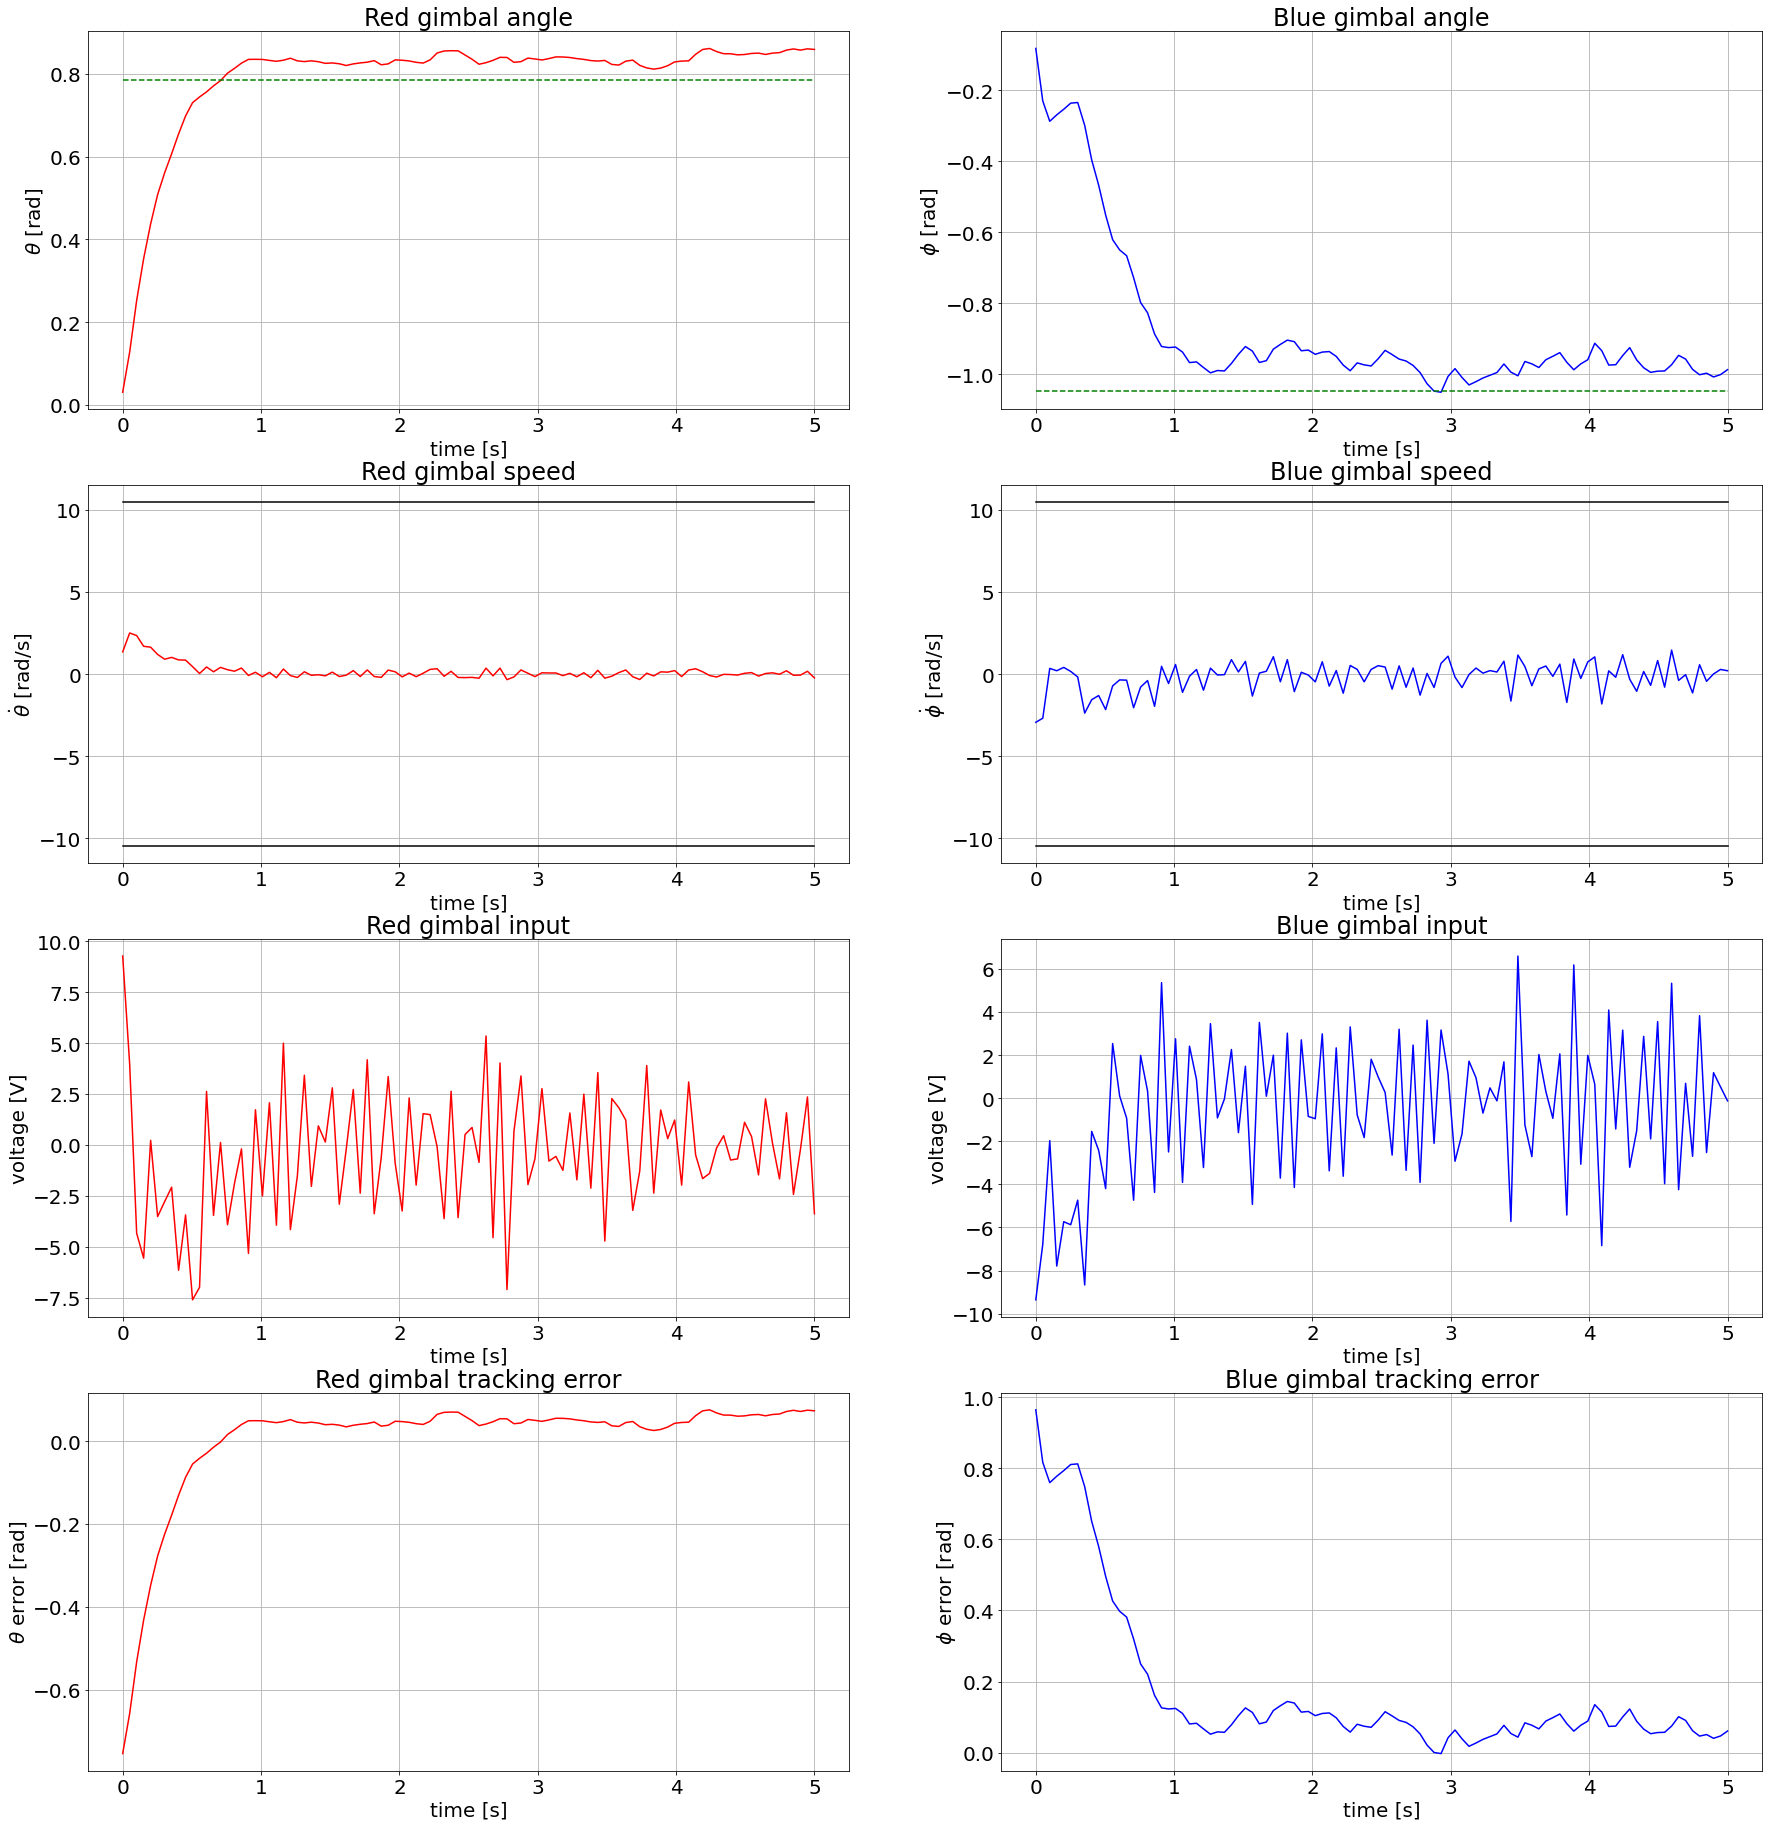 Red gimbal angle
θ [rad]
0.8
0.6
0.4
0.2
0.0
0 1 2 3 4 5
time [s]
Blue gimbal angle
ϕ [rad]
−0.2
−0.4
−0.6
−0.8
−1.0
0 1 2 3 4 5
time [s]
Red gimbal speed
θ̇ [rad/s]
10
5
0
−5
−10
0 1 2 3 4 5
time [s]
Blue gimbal speed
ϕ̇ [rad/s]
10
5
0
−5
−10
0 1 2 3 4 5
time [s]
Red gimbal input
voltage [V]
10.0
7.5
5.0
2.5
0.0
−2.5
−5.0
−7.5
0 1 2 3 4 5
time [s]
Blue gimbal input
voltage [V]
6
4
2
0
−2
−4
−6
−8
−10
0 1 2 3 4 5
time [s]
Red gimbal tracking error
θ error [rad]
0.0
−0.2
−0.4
−0.6
0 1 2 3 4 5
time [s]
Blue gimbal tracking error
ϕ error [rad]
1.0
0.8
0.6
0.4
0.2
0.0
0 1 2 3 4 5
time [s]